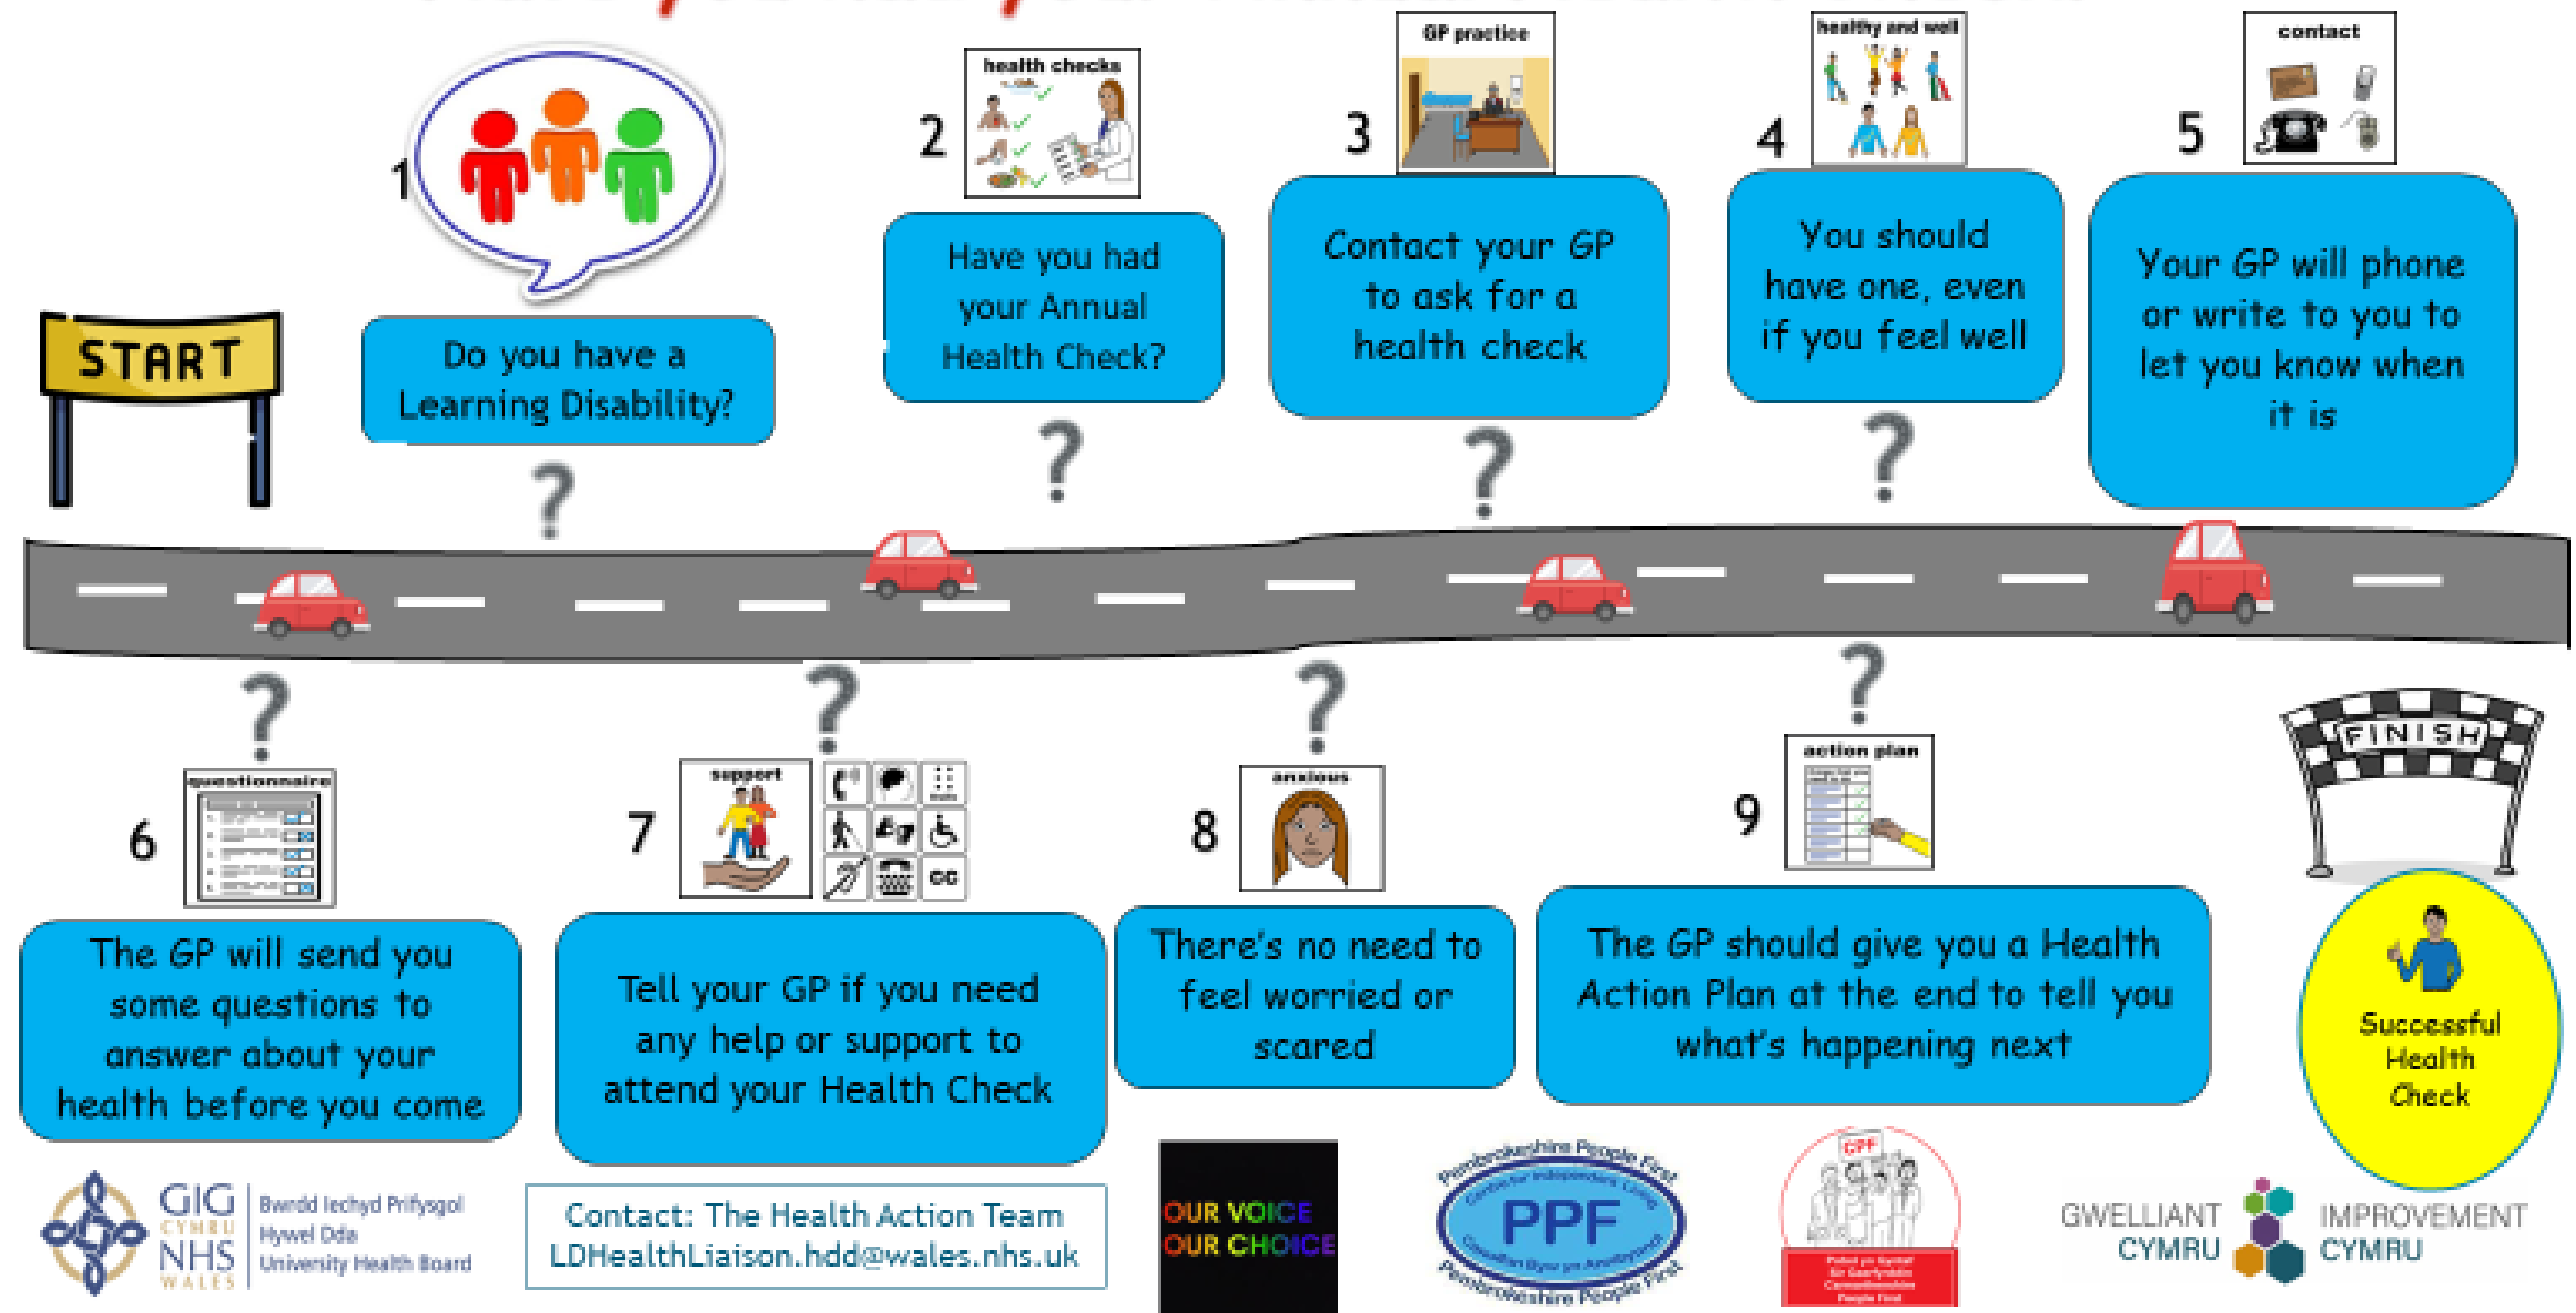 START
1
Do you have a
Learning Disability?
2
health checks
Have you had
your Annual
Health Check?
3
GP practice
Contact your GP
to ask for a
health check
4
healthy and well
You should
have one, even
if you feel well
5
contact
Your GP will phone
or write to you to
let you know when
it is
6
questionnaire
The GP will send you
some questions to
answer about your
health before you come
7
support
CC
Tell your GP if you need
any help or support to
attend your Health Check
8
anxious
There's no need to
feel worried or
scared
9
action plan
The GP should give you a Health
Action Plan at the end to tell you
what's happening next
FINISH
Successful
Health
Check
GIG
CYMRU
NHS
WALES
Bwrdd Iechyd Prifysgol
Hywel Dda
University Health Board
Contact: The Health Action Team
LDHealthLiaison.hdd@wales.nhs.uk
OUR VOICE
OUR CHOICE
Pembrokeshire People First
PPF
Pembrokeshire People First
CPF
Carmarthenshire
People First
GWELLIANT
CYMRU
IMPROVEMENT
CYMRU